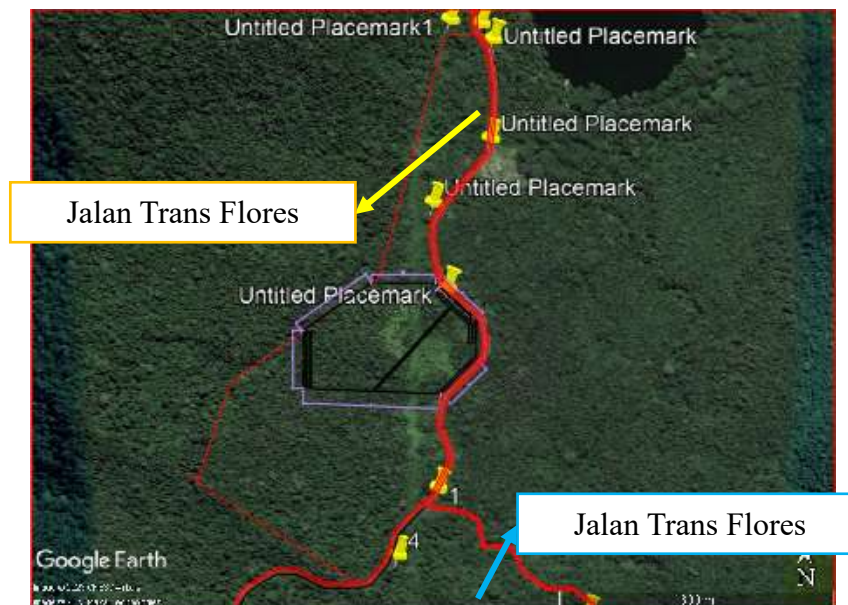 Untitled Placemark1
Untitled Placemark
Untitled Placemark
Untitled Placemark
Jalan Trans Flores
Untitled Placemark
1
Jalan Trans Flores
4
Google Earth
N
300 m